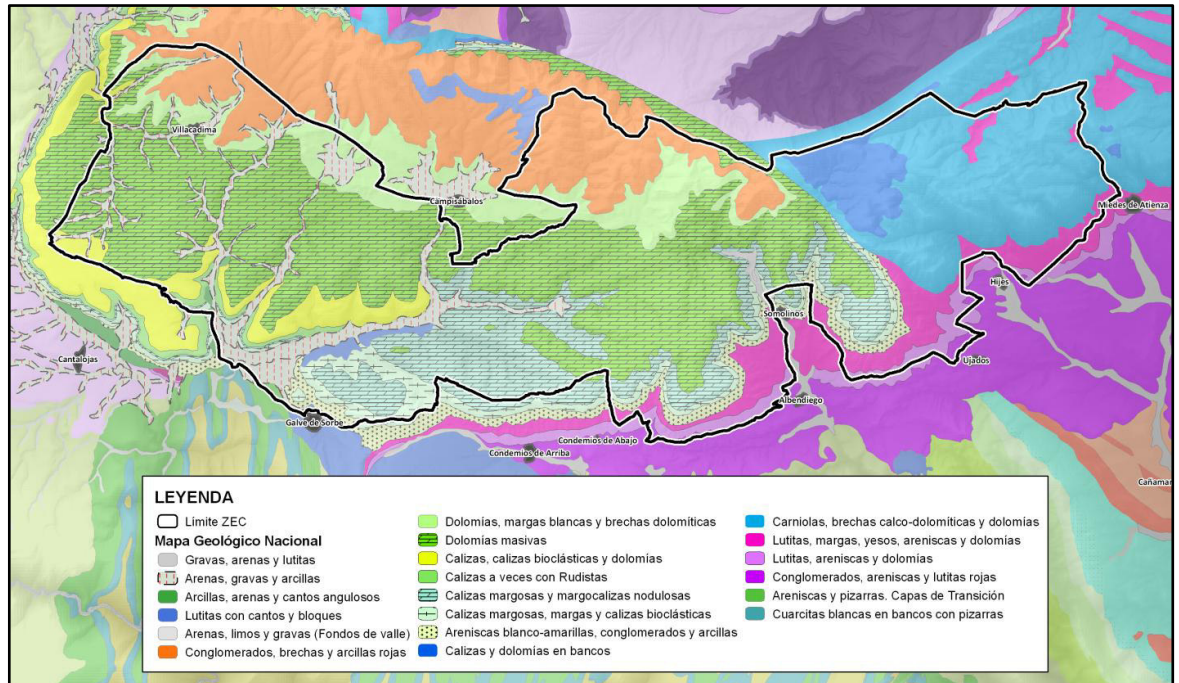 Villacadima
Campisabalos
Miedes de Atienza
Hijes
Somolinos
Ujados
Cantalojas
Albendiego
Galve de Sorbe
Condemios de Abajo
Condemios de Arriba
Cañamar
LEYENDA
Límite ZEC
Mapa Geológico Nacional
Gravas, arenas y lutitas
Arenas, gravas y arcillas
Arcillas, arenas y cantos angulosos
Lutitas con cantos y bloques
Arenas, limos y gravas (Fondos de valle)
Conglomerados, brechas y arcillas rojas
Dolomías, margas blancas y brechas dolomíticas
Dolomías masivas
Calizas, calizas bioclásticas y dolomías
Calizas a veces con Rudistas
Calizas margosas y margocalizas nodulosas
Calizas margosas, margas y calizas bioclásticas
Areniscas blanco-amarillas, conglomerados y arcillas
Calizas y dolomías en bancos
Carniolas, brechas calco-dolomíticas y dolomías
Lutitas, margas, yesos, areniscas y dolomías
Lutitas, areniscas y dolomías
Conglomerados, areniscas y lutitas rojas
Areniscas y pizarras. Capas de Transición
Cuarcitas blancas en bancos con pizarras